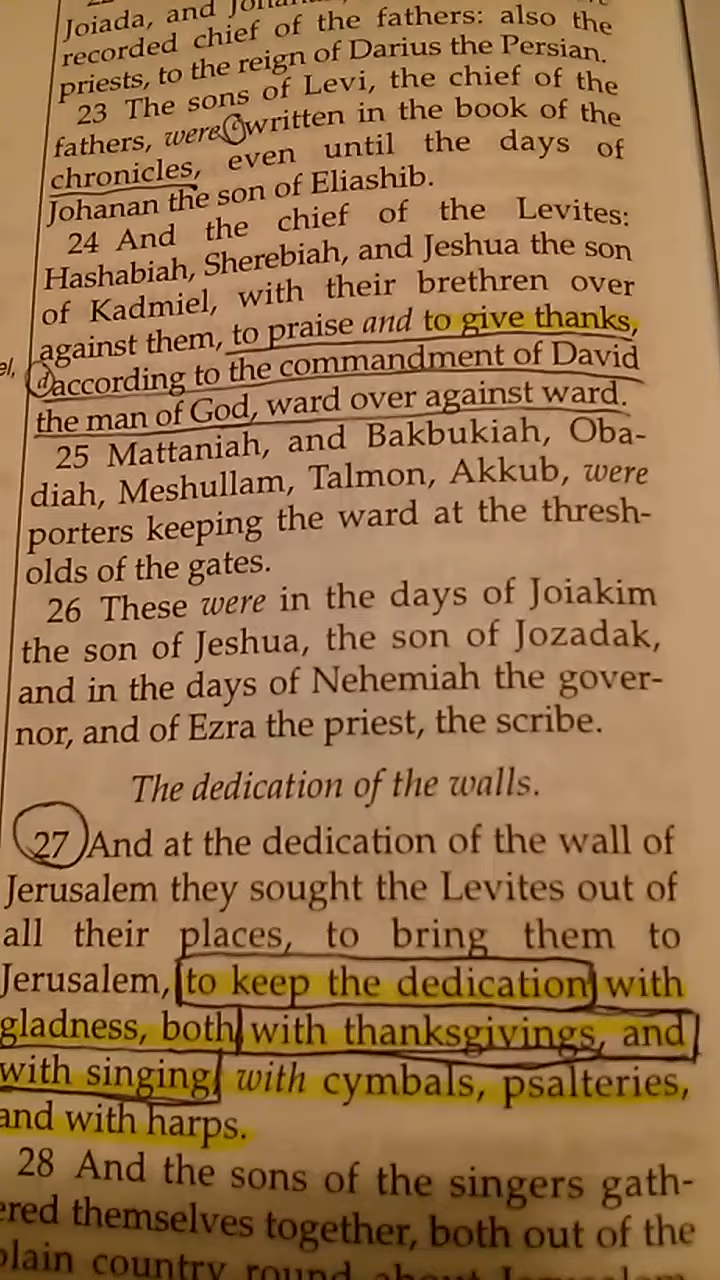 Joiada, and
recorded chief of the fathers: also the
priests, to the reign of Darius the Persian.
23 The sons of Levi, the chief of the
fathers, were c written in the book of the
chronicles, even until the days of
Johanan the son of Eliashib.
24 And the chief of the Levites:
Hashabiah, Sherebiah, and Jeshua the son
of Kadmiel, with their brethren over
against them, to praise and to give thanks,
el,
d according to the commandment of David
the man of God, ward over against ward.
25 Mattaniah, and Bakbukiah, Oba-
diah, Meshullam, Talmon, Akkub, were
porters keeping the ward at the thresh-
olds of the gates.
26 These were in the days of Joiakim
the son of Jeshua, the son of Jozadak,
and in the days of Nehemiah the gover-
nor, and of Ezra the priest, the scribe.
The dedication of the walls.
27 And at the dedication of the wall of
Jerusalem they sought the Levites out of
all their places, to bring them to
Jerusalem, to keep the dedication with
gladness, both with thanksgivings, and
with singing, with cymbals, psalteries,
and with harps.
28 And the sons of the singers gath-
ered themselves together, both out of the
plain country round about